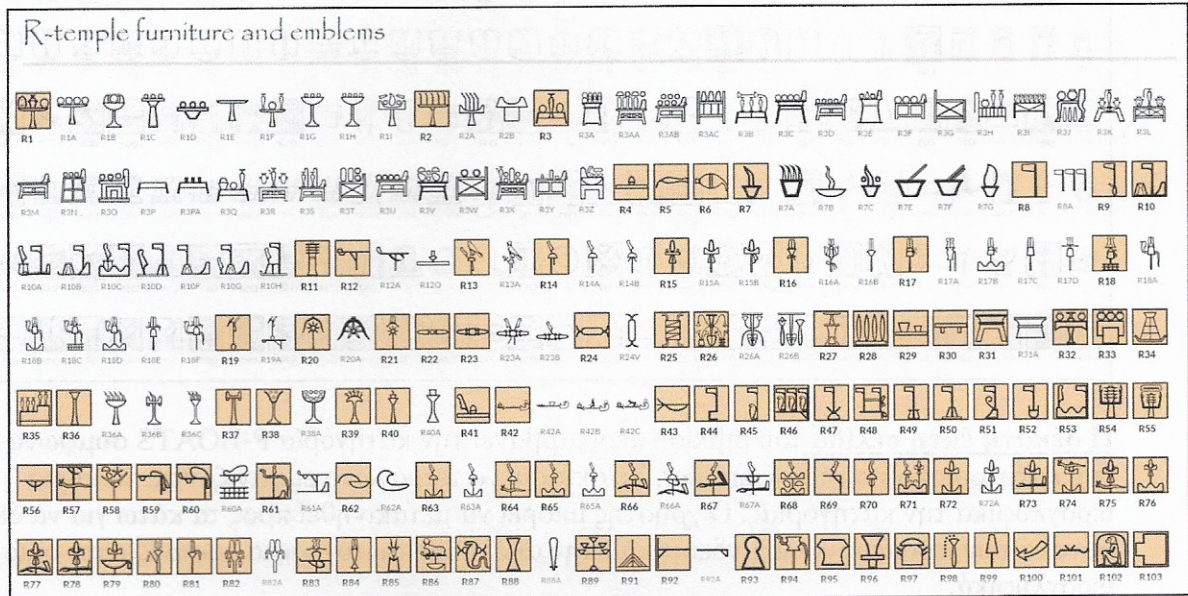 R-temple furniture and emblems
R1 R1A R1B R1C R1D R1E R1F R1G R1H R1I R2 R2A R2B R3 R3A R3AA R3AB R3AC R3B R3C R3D R3E R3F R3G R3H R3I R3J R3K R3L
R3M R3N R3O R3P R3PA R3Q R3R R3S R3T R3U R3V R3W R3X R3Y R3Z R4 R5 R6 R7 R7A R7B R7C R7E R7F R7G R8 R8A R9 R10
R10A R10B R10C R10D R10F R10G R10H R11 R12 R12A R12D R13 R13A R14 R14A R14B R15 R15A R15B R16 R16A R16B R17 R17A R17B R17C R17D R18 R18A
R18B R18C R18D R18E R18F R19 R19A R20 R20A R21 R22 R23 R23A R23B R24 R24V R25 R26 R26A R26B R27 R28 R29 R30 R31 R31A R32 R33 R34
R35 R36 R36A R36B R36C R37 R38 R38A R39 R40 R40A R41 R42 R42A R42B R42C R43 R44 R45 R46 R47 R48 R49 R50 R51 R52 R53 R54 R55
R56 R57 R58 R59 R60 R60A R61 R61A R62 R62A R63 R63A R64 R65 R65A R66 R66A R67 R67A R68 R69 R70 R71 R72 R72A R73 R74 R75 R76
R77 R78 R79 R80 R81 R82 R82A R83 R84 R85 R86 R87 R88 R88A R89 R91 R92 R92A R93 R94 R95 R96 R97 R98 R99 R100 R101 R102 R103